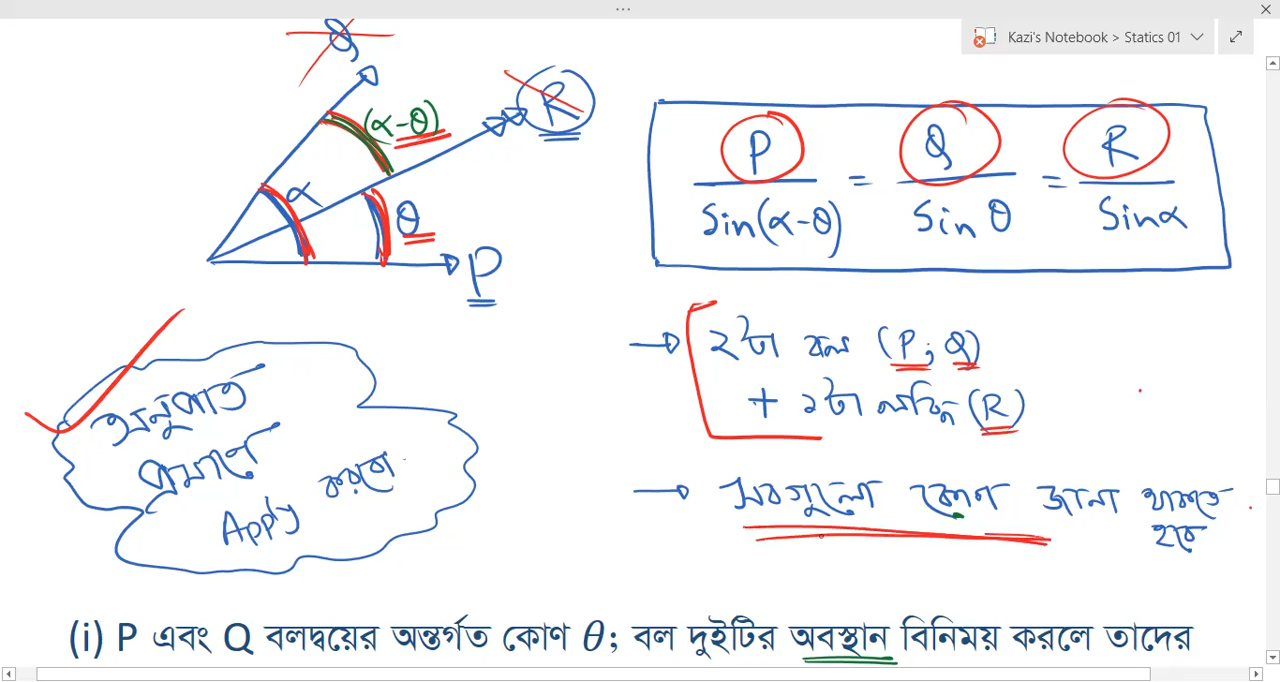 Kazi's Notebook > Statics 01
Q
R
(α-θ)
α
θ
P
P/Sin(α-θ) = Q/Sinθ = R/Sinα
→ ২টা বল (P; Q)
+ ১টা লব্ধি (R)
→ সবগুলো কোণ জানা থাকতে
হবে
অনুপাত
প্রমাণে
Apply করবো
(i) P এবং Q বলদ্বয়ের অন্তর্গত কোণ θ; বল দুইটির অবস্থান বিনিময় করলে তাদের